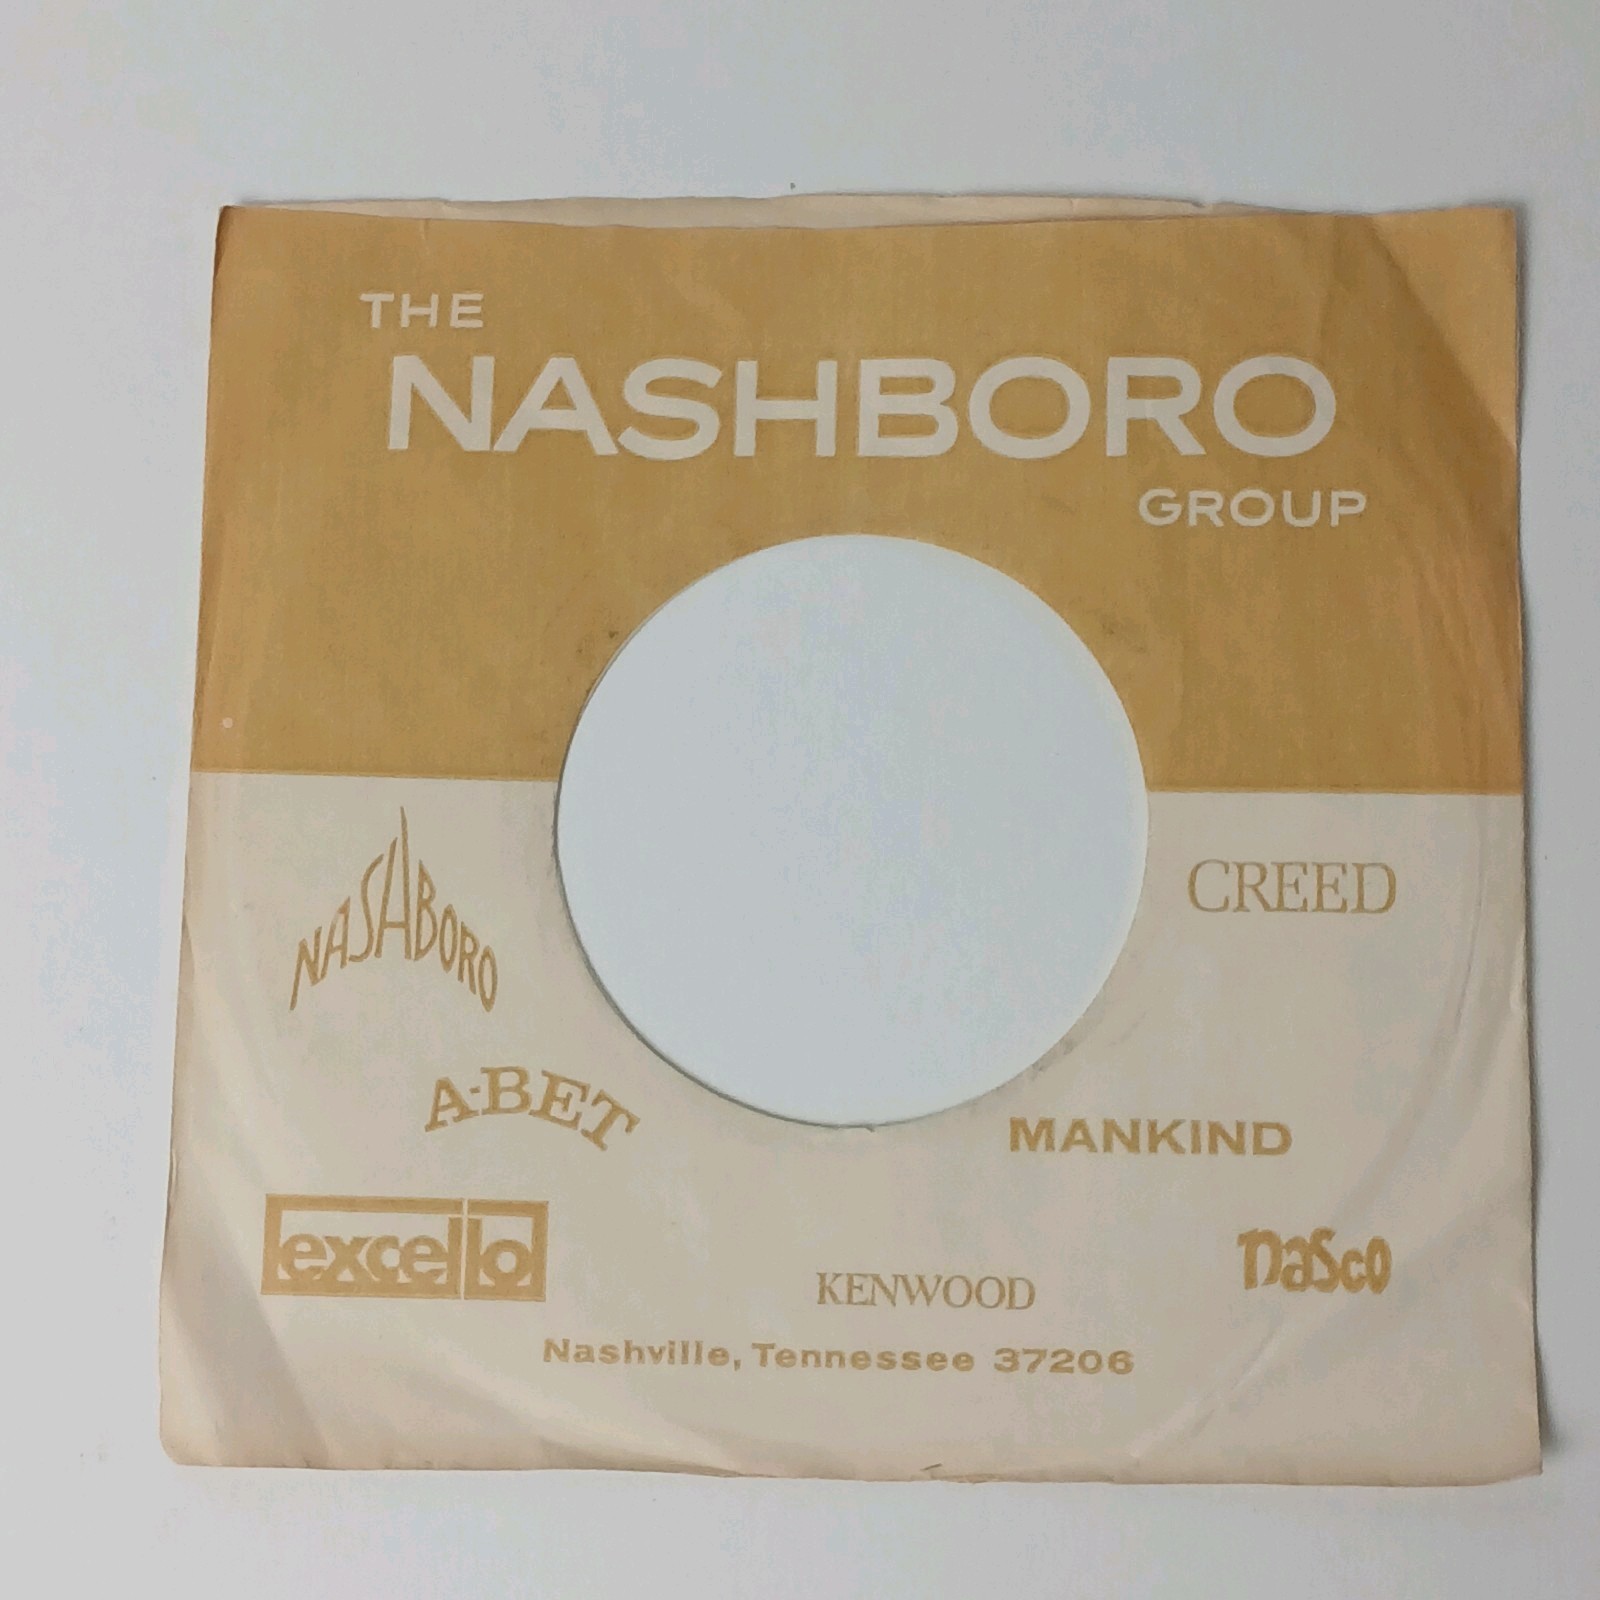 THE
NASHBORO
GROUP
NASHBORO
CREED
A-BET
MANKIND
excello
KENWOOD
nasco
Nashville, Tennessee 37206